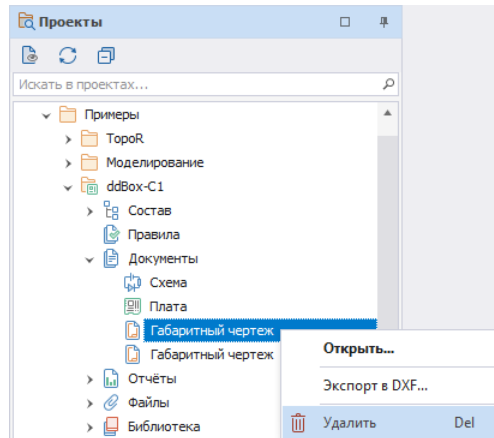 Проекты
Искать в проектах...
Примеры
TopoR
Моделирование
ddBox-C1
Состав
Правила
Документы
Схема
Плата
Габаритный чертеж
Габаритный чертеж
Открыть...
Отчёты
Экспорт в DXF...
Файлы
Удалить Del
Библиотека